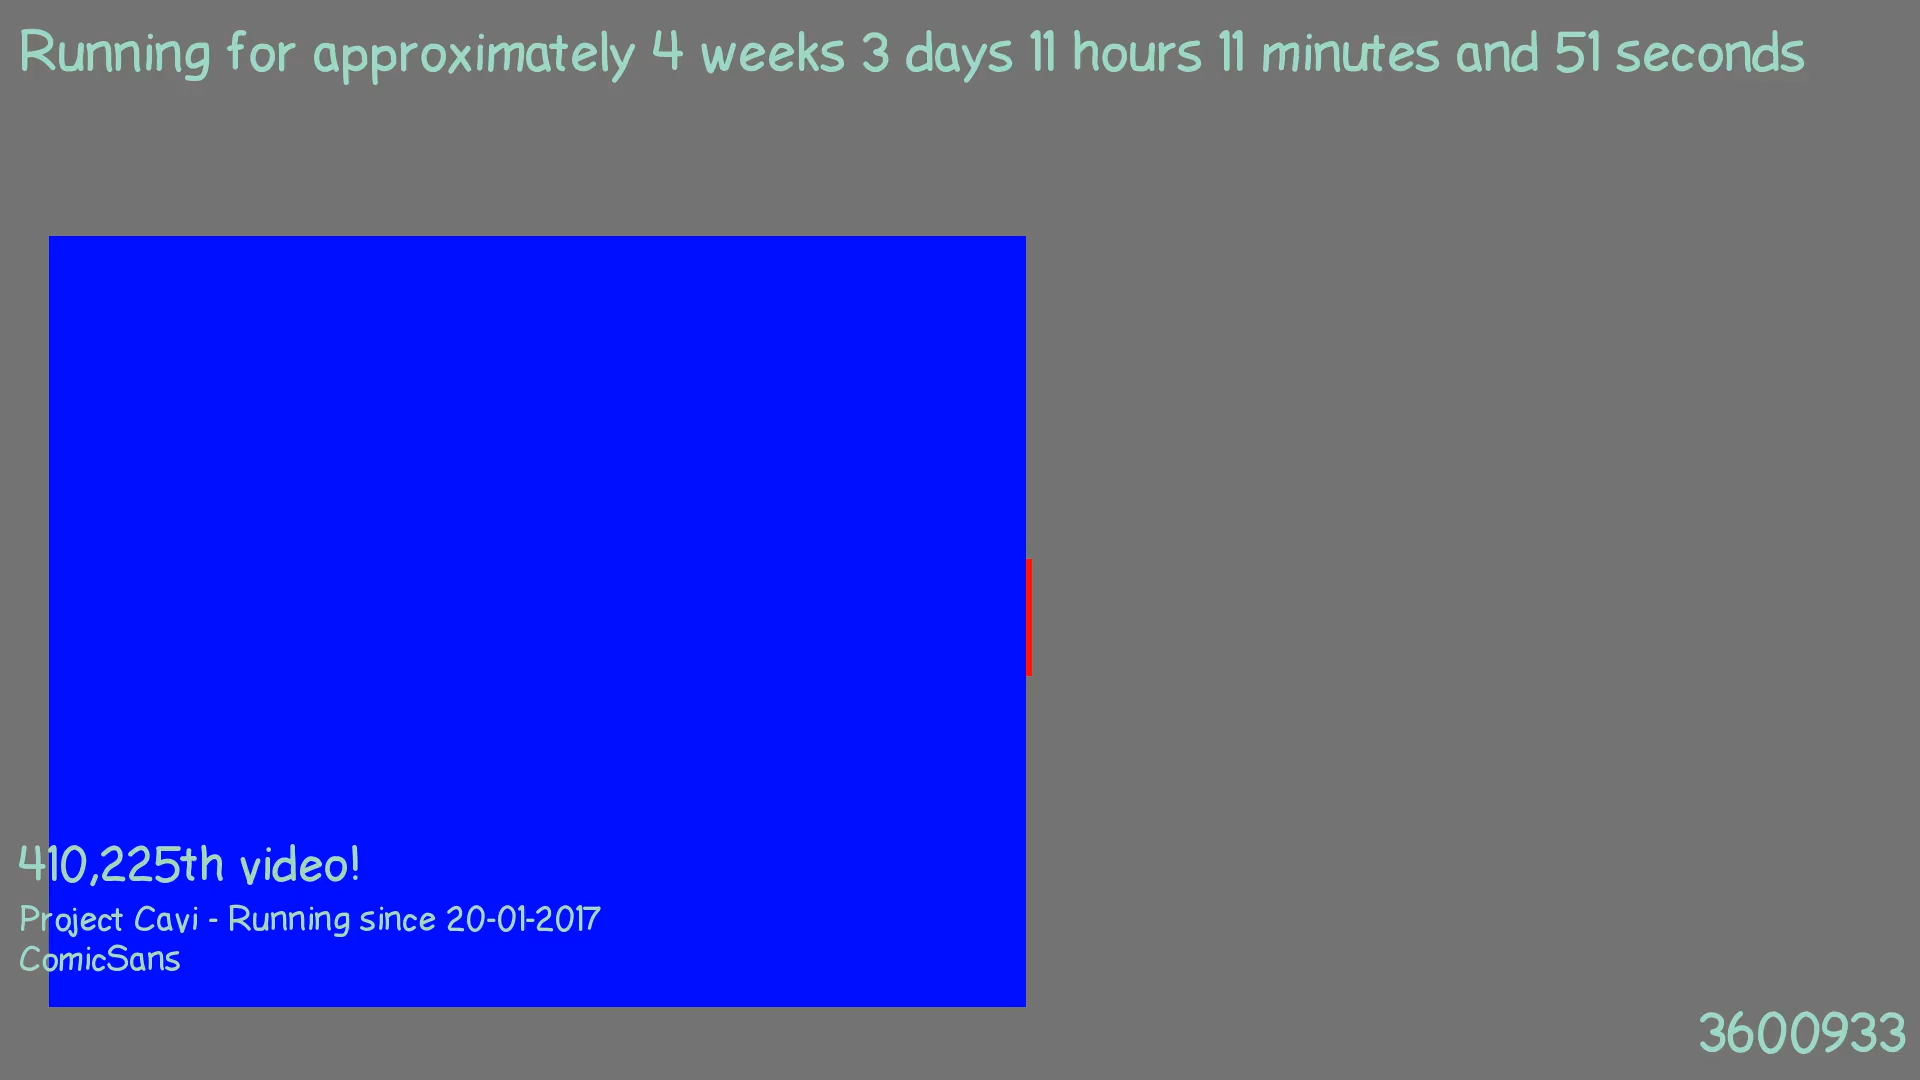 Running for approximately 4 weeks 3 days 11 hours 11 minutes and 51 seconds
410,225th video!
Project Cavi - Running since 20-01-2017
ComicSans
3600933